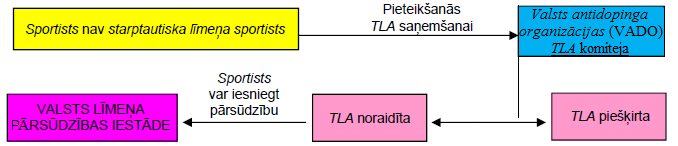 Sportists nav starptautiska līmeņa sportists
Pieteikšanās
TLA saņemšanai
Valsts antidopinga
organizācijas (VADO)
TLA komiteja
VALSTS LĪMEŅA
PĀRSŪDZĪBAS IESTĀDE
Sportists
var iesniegt
pārsūdzību
TLA noraidīta
TLA piešķirta